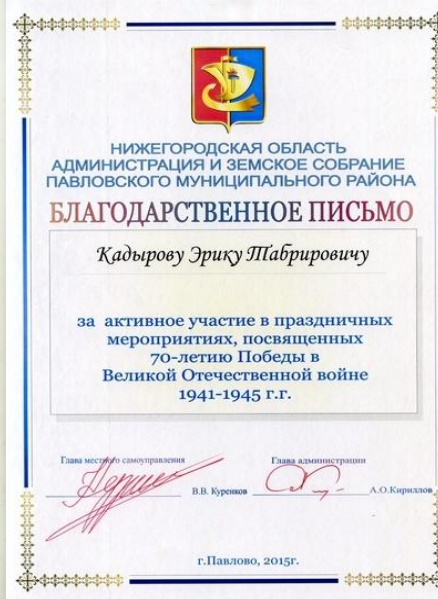 НИЖЕГОРОДСКАЯ ОБЛАСТЬ
АДМИНИСТРАЦИЯ И ЗЕМСКОЕ СОБРАНИЕ
ПАВЛОВСКОГО МУНИЦИПАЛЬНОГО РАЙОНА
БЛАГОДАРСТВЕННОЕ ПИСЬМО
Кадырову Эрику Табрировичу
за активное участие в праздничных
мероприятиях, посвященных
70-летию Победы в
Великой Отечественной войне
1941-1945 г.г.
Глава местного самоуправления Глава администрации
В.В. Куренков А.О.Кириллов
г.Павлово, 2015г.